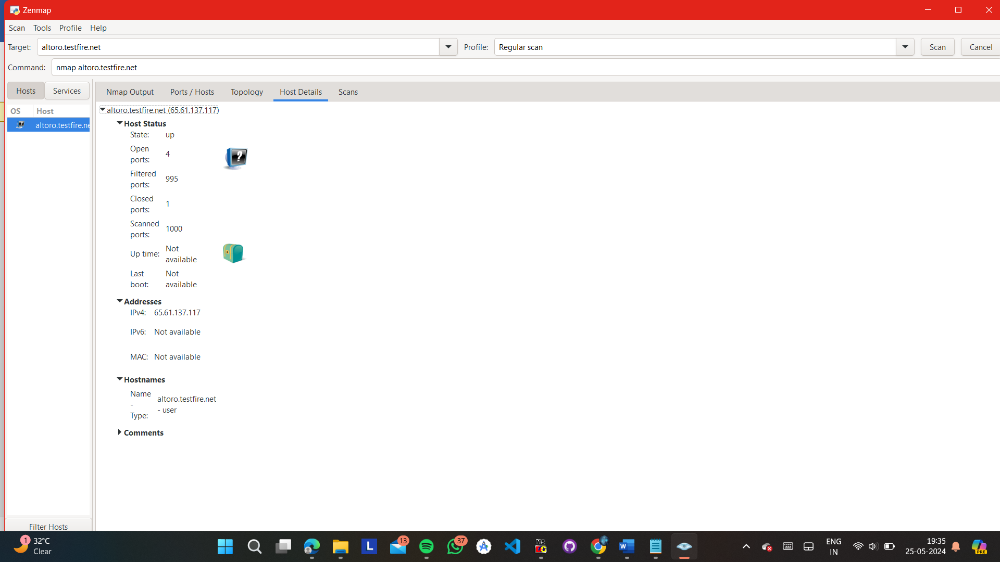 Zenmap
Scan Tools Profile Help
Target: altoro.testfire.net Profile: Regular scan Scan Cancel
Command: nmap altoro.testfire.net
Hosts Services
Nmap Output Ports / Hosts Topology Host Details Scans
OS Host
altoro.testfire.ne
altoro.testfire.net (65.61.137.117)
Host Status
State: up
Open ports: 4
Filtered ports: 995
Closed ports: 1
Scanned ports: 1000
Up time: Not available
Last boot: Not available
Addresses
IPv4: 65.61.137.117
IPv6: Not available
MAC: Not available
Hostnames
Name - Type: altoro.testfire.net - user
Comments
Filter Hosts
1
32°C
Clear
L
13
37
MS
W
ENG
IN
19:35
25-05-2024
PRE